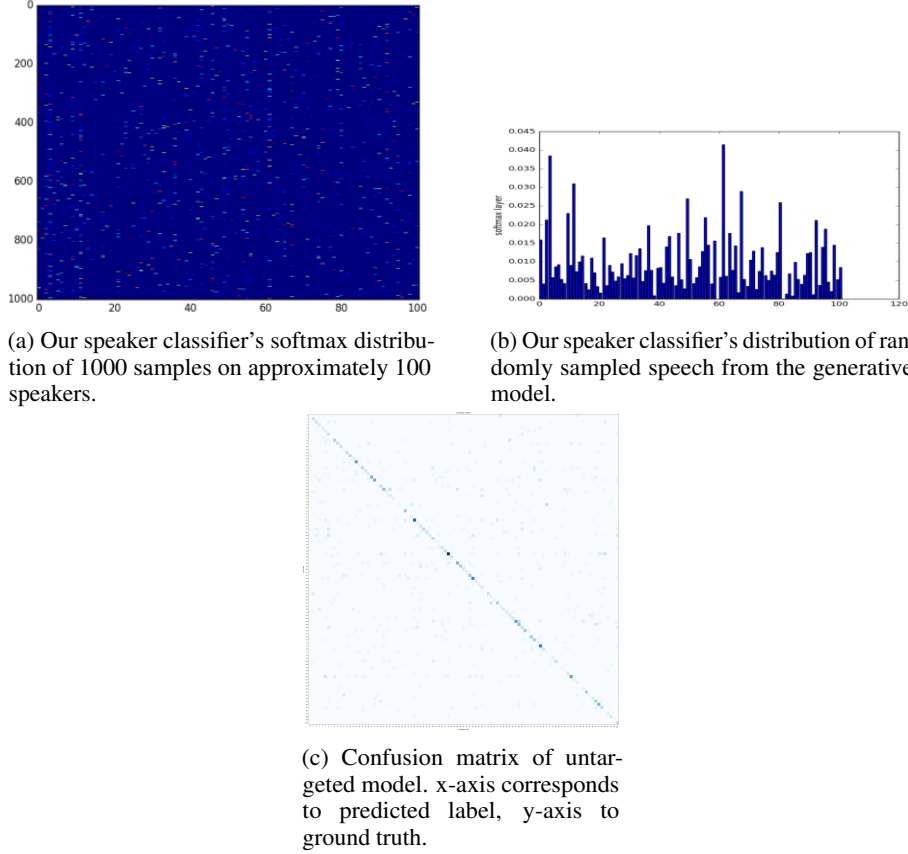 0
200
400
600
800
1000
0 20 40 60 80 100
(a) Our speaker classifier's softmax distribu-
tion of 1000 samples on approximately 100
speakers.
0.045
0.040
0.035
0.030
0.025
0.020
0.015
0.010
0.005
0.000
softmax layer
0 20 40 60 80 100 120
(b) Our speaker classifier's distribution of ran
domly sampled speech from the generative
model.
(c) Confusion matrix of untar-
geted model. x-axis corresponds
to predicted label, y-axis to
ground truth.